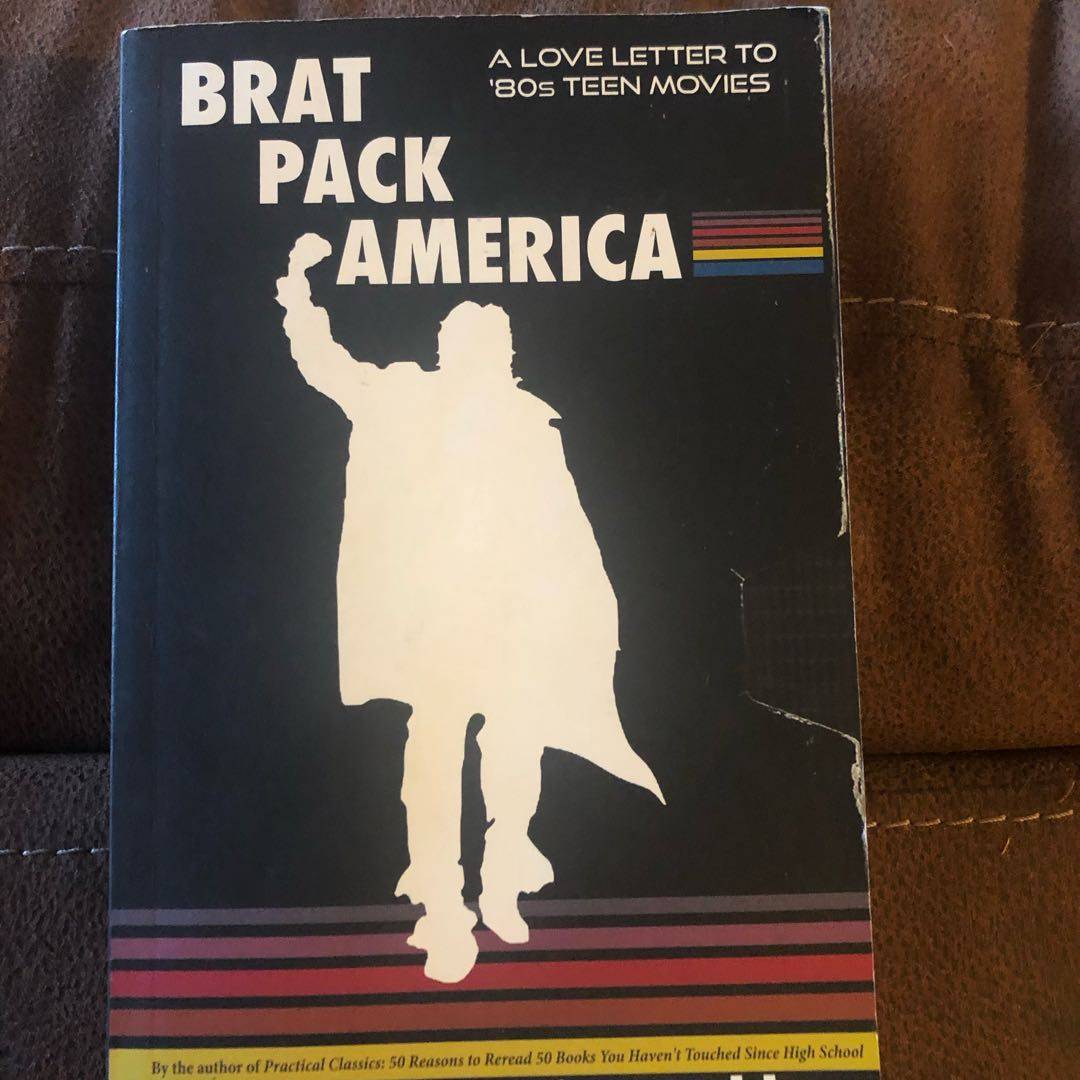 BRAT
PACK
AMERICA
A LOVE LETTER TO
'80s TEEN MOVIES
By the author of Practical Classics: 50 Reasons to Reread 50 Books You Haven't Touched Since High School